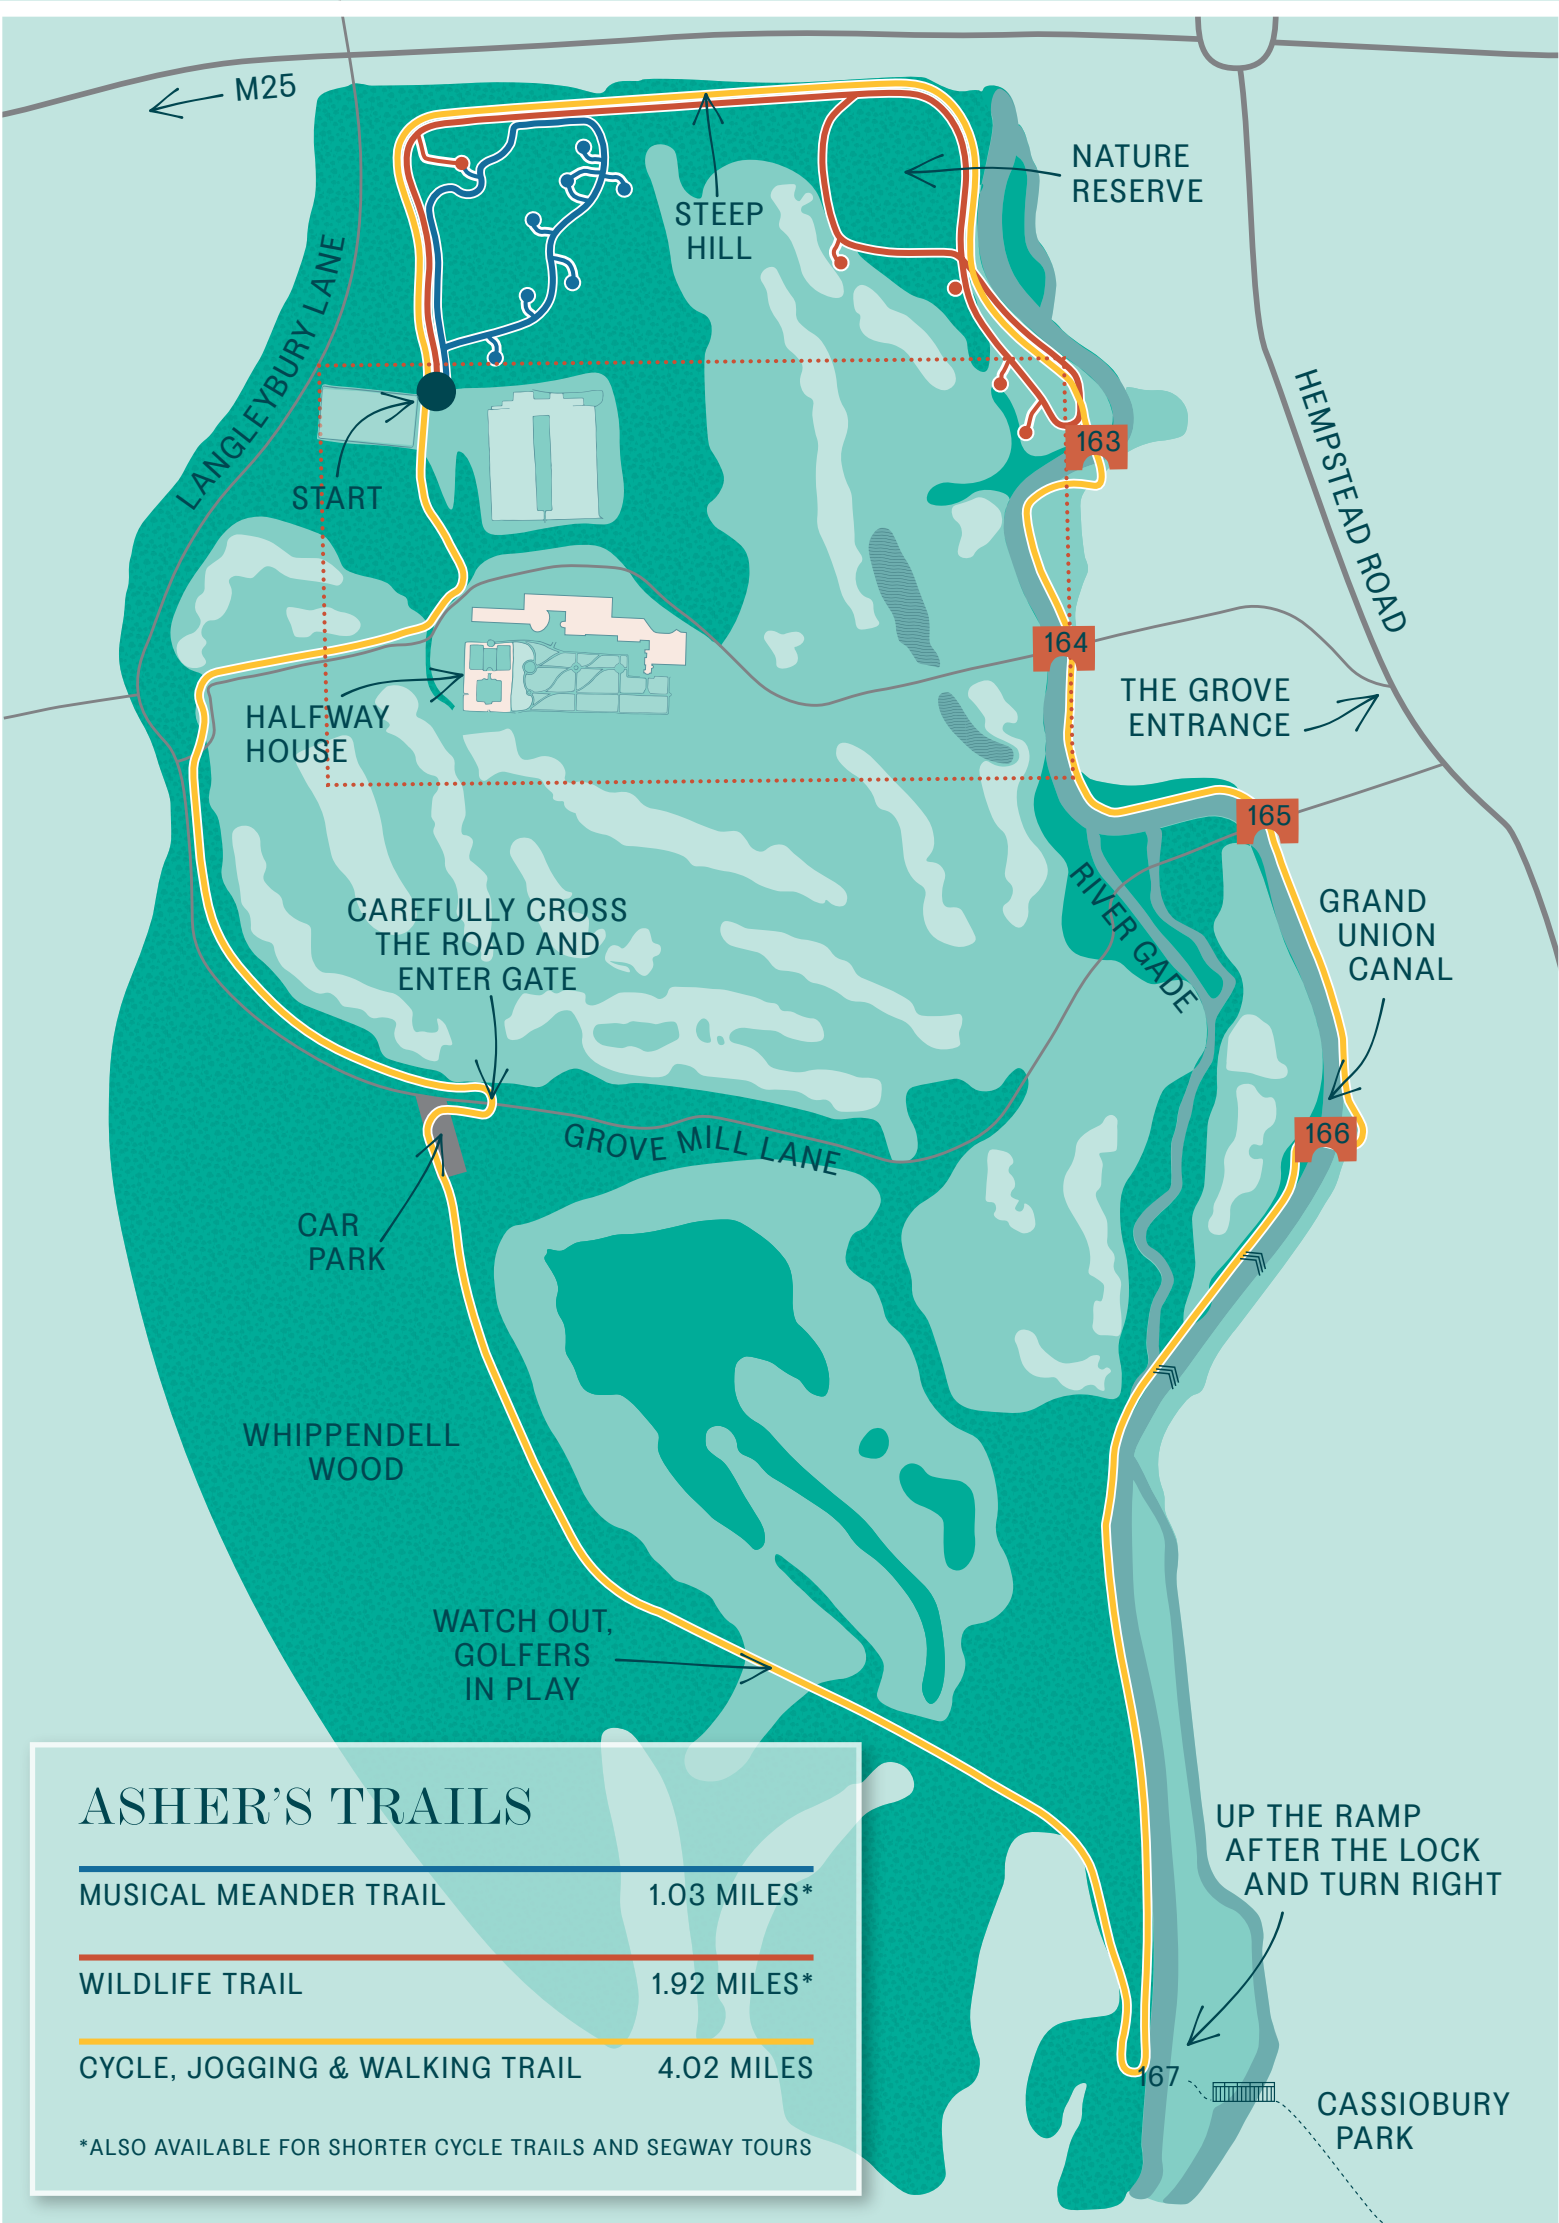 M25
NATURE
RESERVE
STEEP
HILL
LANGLEYBURY LANE
HEMPSTEAD ROAD
163
START
164
THE GROVE
ENTRANCE
HALFWAY
HOUSE
165
RIVER GADE
GRAND
UNION
CANAL
CAREFULLY CROSS
THE ROAD AND
ENTER GATE
166
GROVE MILL LANE
CAR
PARK
WHIPPENDELL
WOOD
WATCH OUT,
GOLFERS
IN PLAY
UP THE RAMP
AFTER THE LOCK
AND TURN RIGHT
167
CASSIOBURY
PARK
ASHER'S TRAILS
MUSICAL MEANDER TRAIL 1.03 MILES*
WILDLIFE TRAIL 1.92 MILES*
CYCLE, JOGGING & WALKING TRAIL 4.02 MILES
*ALSO AVAILABLE FOR SHORTER CYCLE TRAILS AND SEGWAY TOURS